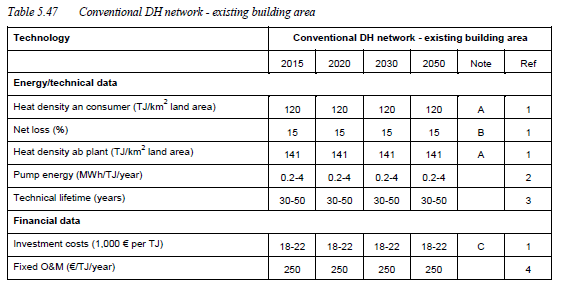 Table 5.47 Conventional DH network - existing building area
Technology Conventional DH network - existing building area
2015 2020 2030 2050 Note Ref
Energy/technical data
Heat density an consumer (TJ/km² land area) 120 120 120 120 A 1
Net loss (%) 15 15 15 15 B 1
Heat density ab plant (TJ/km² land area) 141 141 141 141 A 1
Pump energy (MWh/TJ/year) 0.2-4 0.2-4 0.2-4 0.2-4 2
Technical lifetime (years) 30-50 30-50 30-50 30-50 3
Financial data
Investment costs (1,000 € per TJ) 18-22 18-22 18-22 18-22 C 1
Fixed O&M (€/TJ/year) 250 250 250 250 4